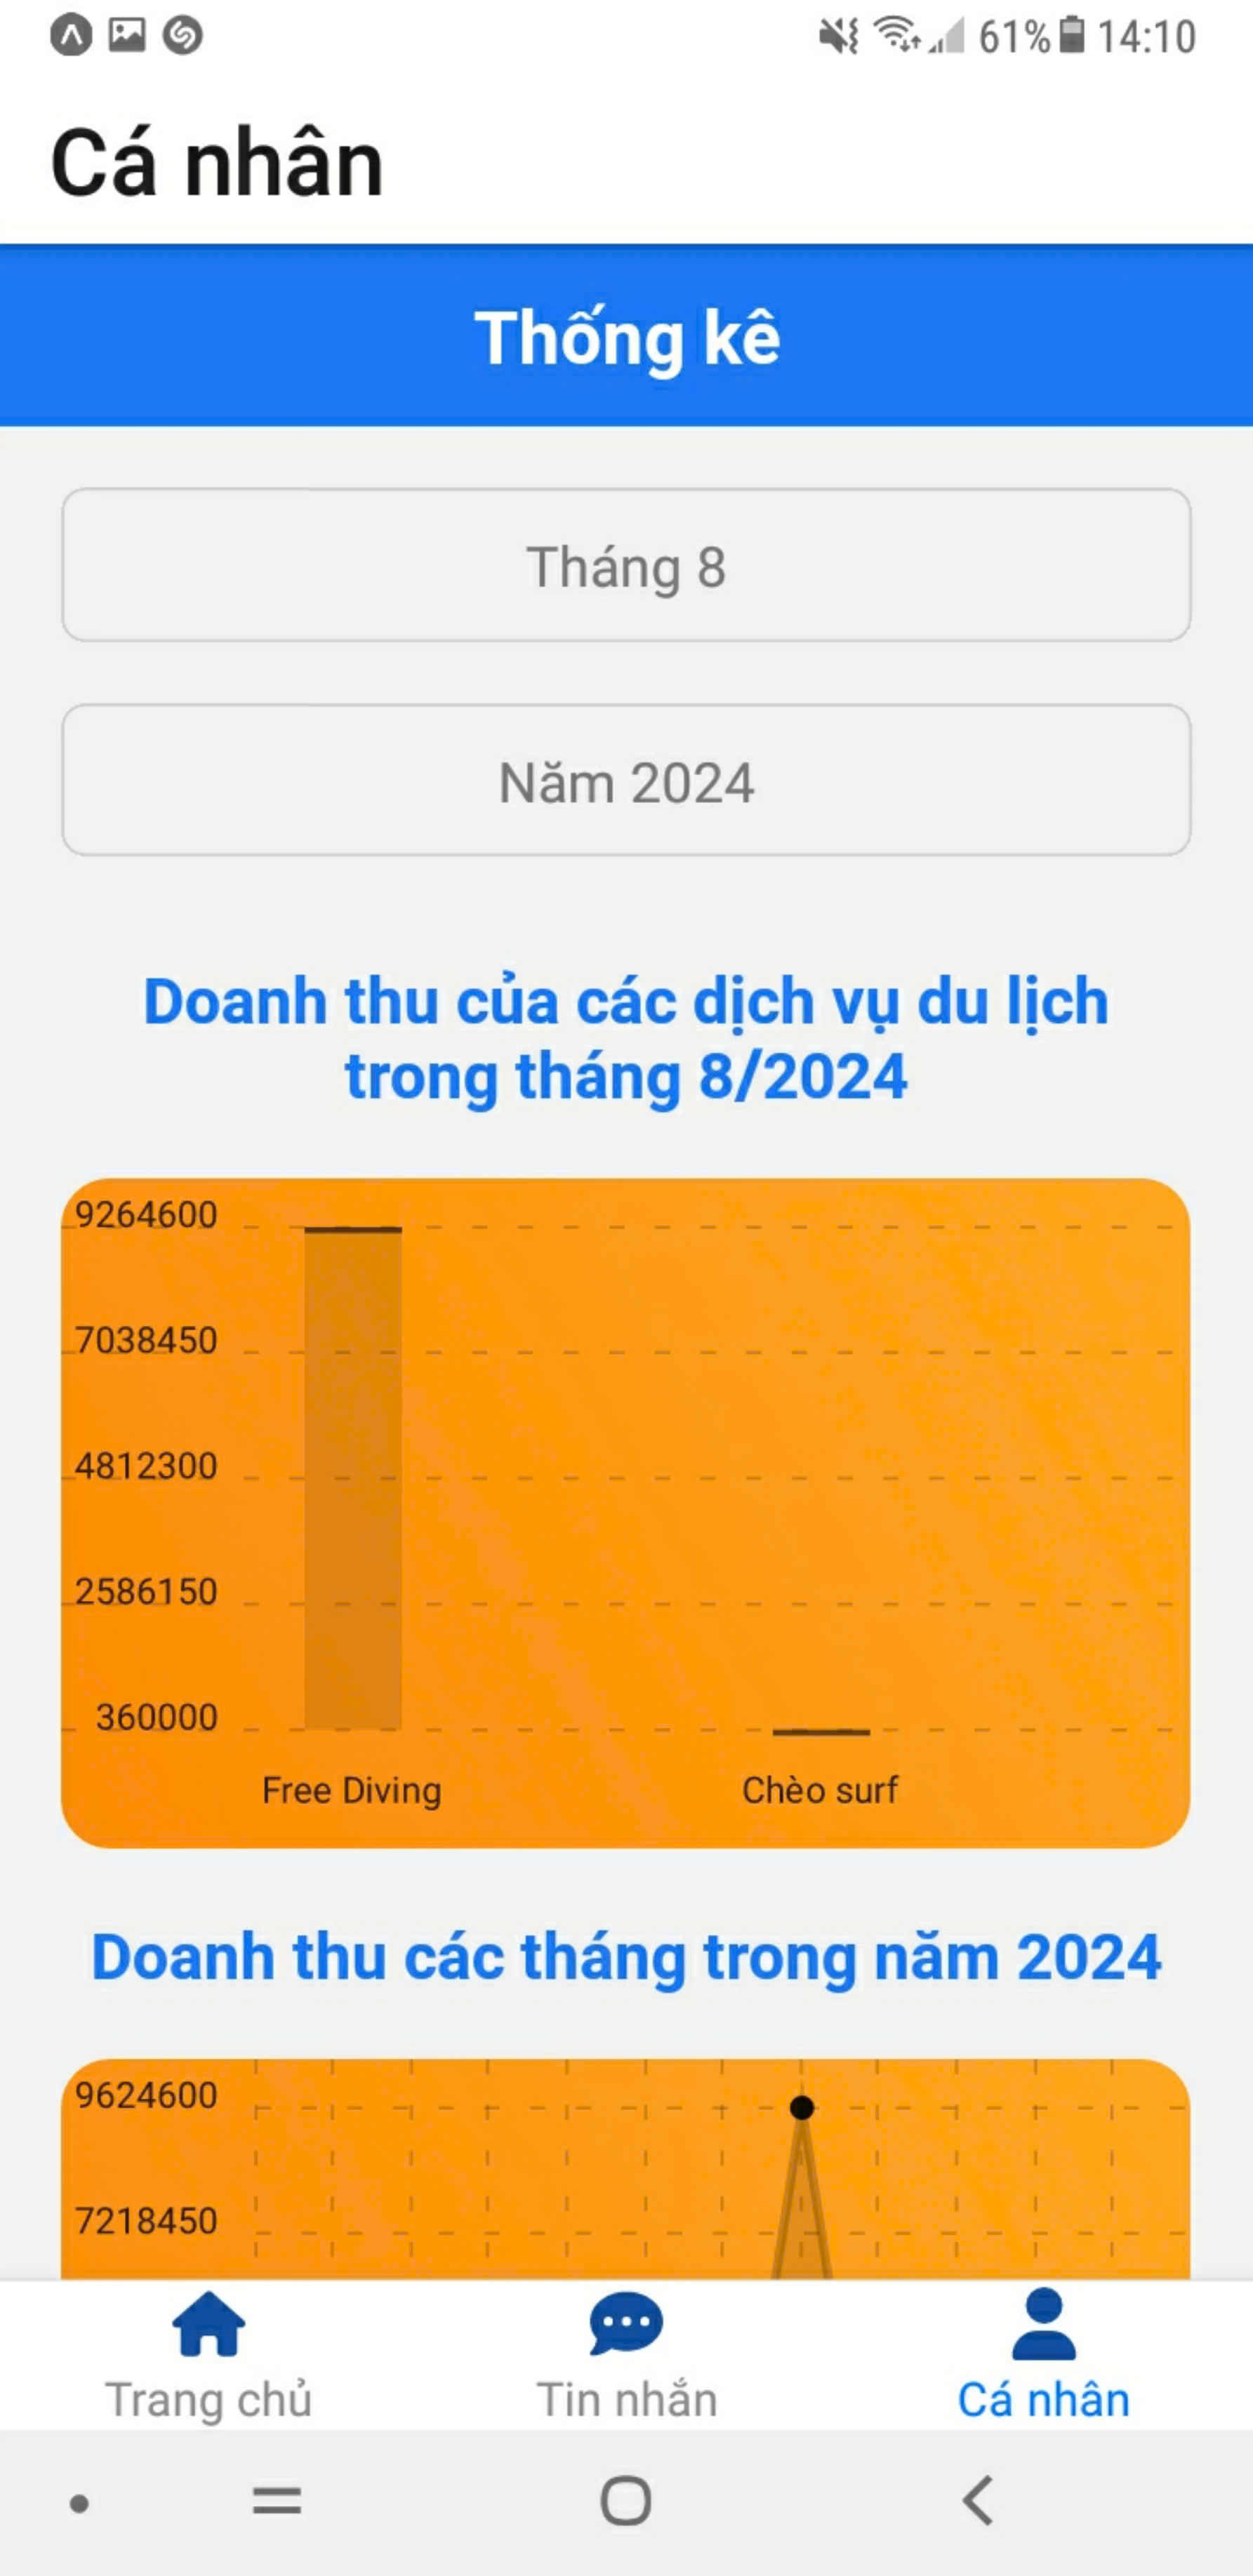 61% 14:10
Cá nhân
Thống kê
Tháng 8
Năm 2024
Doanh thu của các dịch vụ du lịch
trong tháng 8/2024
9264600
7038450
4812300
2586150
360000
Free Diving Chèo surf
Doanh thu các tháng trong năm 2024
9624600
7218450
Trang chủ Tin nhắn Cá nhân